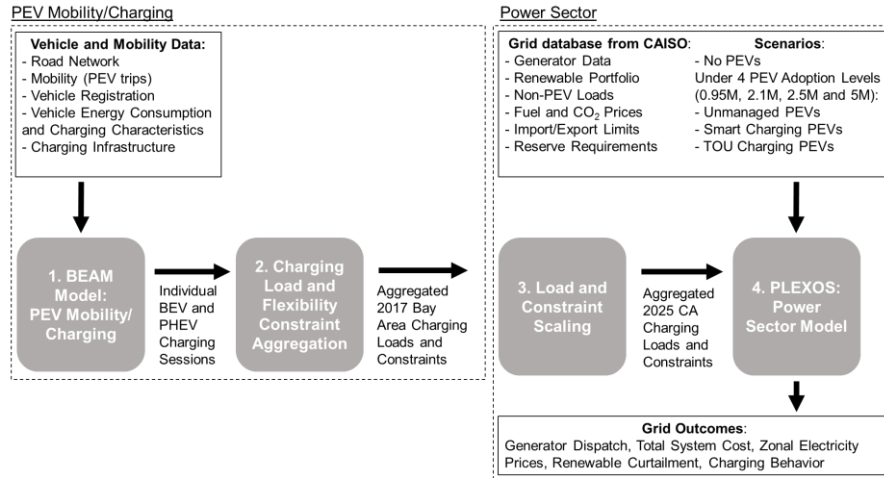 PEV Mobility/Charging
Vehicle and Mobility Data:
- Road Network
- Mobility (PEV trips)
- Vehicle Registration
- Vehicle Energy Consumption
and Charging Characteristics
- Charging Infrastructure
1. BEAM
Model:
PEV Mobility/
Charging
Individual
BEV and
PHEV
Charging
Sessions
2. Charging
Load and
Flexibility
Constraint
Aggregation
Aggregated
2017 Bay
Area Charging
Loads and
Constraints
Power Sector
Grid database from CAISO:
- Generator Data
- Renewable Portfolio
- Non-PEV Loads
- Fuel and CO2 Prices
- Import/Export Limits
- Reserve Requirements
Scenarios:
- No PEVs
Under 4 PEV Adoption Levels
(0.95M, 2.1M, 2.5M and 5M):
- Unmanaged PEVs
- Smart Charging PEVs
- TOU Charging PEVs
3. Load and
Constraint
Scaling
Aggregated
2025 CA
Charging
Loads and
Constraints
4. PLEXOS:
Power
Sector Model
Grid Outcomes:
Generator Dispatch, Total System Cost, Zonal Electricity
Prices, Renewable Curtailment, Charging Behavior